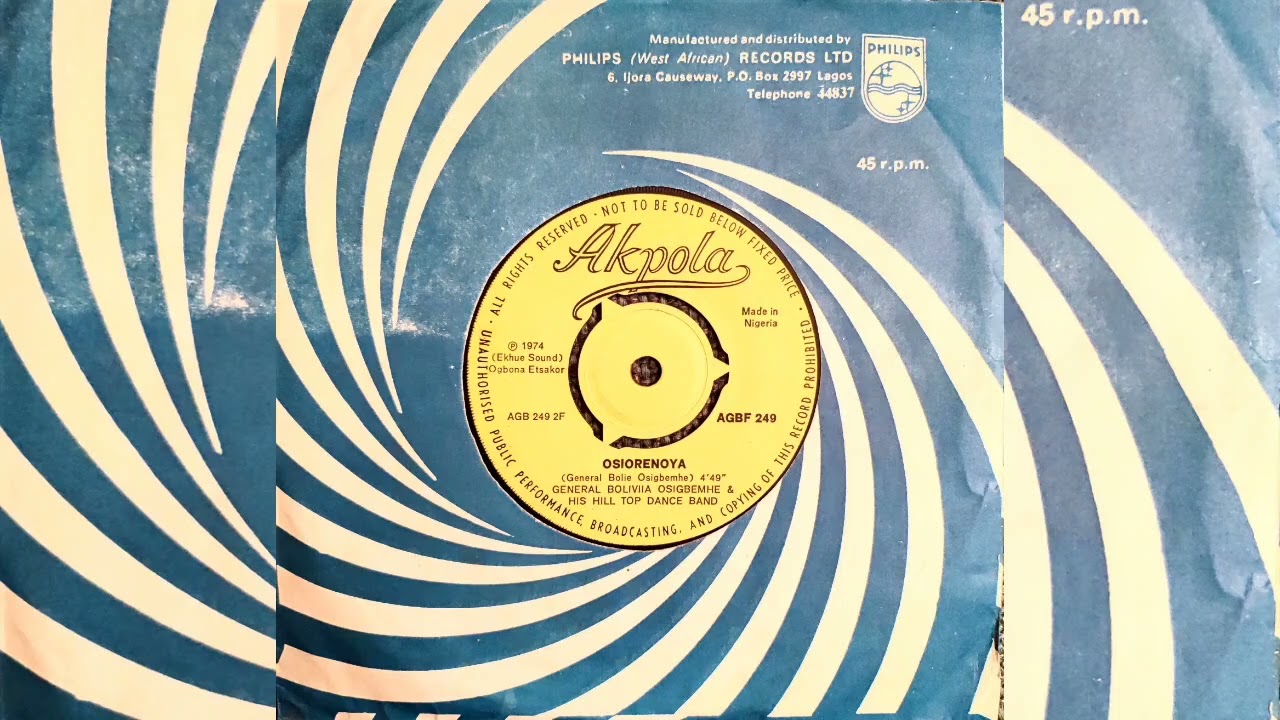 Manufactured and distributed by
PHILIPS (West African) RECORDS LTD
6, Ijora Causeway, P.O. Box 2997 Lagos
Telephone 44837
PHILIPS
45 r.p.m.
45 r.p.m.
· ALL RIGHTS RESERVED · NOT TO BE SOLD BELOW FIXED PRICE ·
Akpola
Made in
Nigeria
℗ 1974
(Ekhue Sound)
Ogbona Etsakor
AGB 249 2F
AGBF 249
OSIORENOYA
(General Bolie Osigbemhe) 4'49"
GENERAL BOLIVIIA OSIGBEMHE &
HIS HILL TOP DANCE BAND
UNAUTHORISED PUBLIC PERFORMANCE, BROADCASTING, AND COPYING OF THIS RECORD PROHIBITED